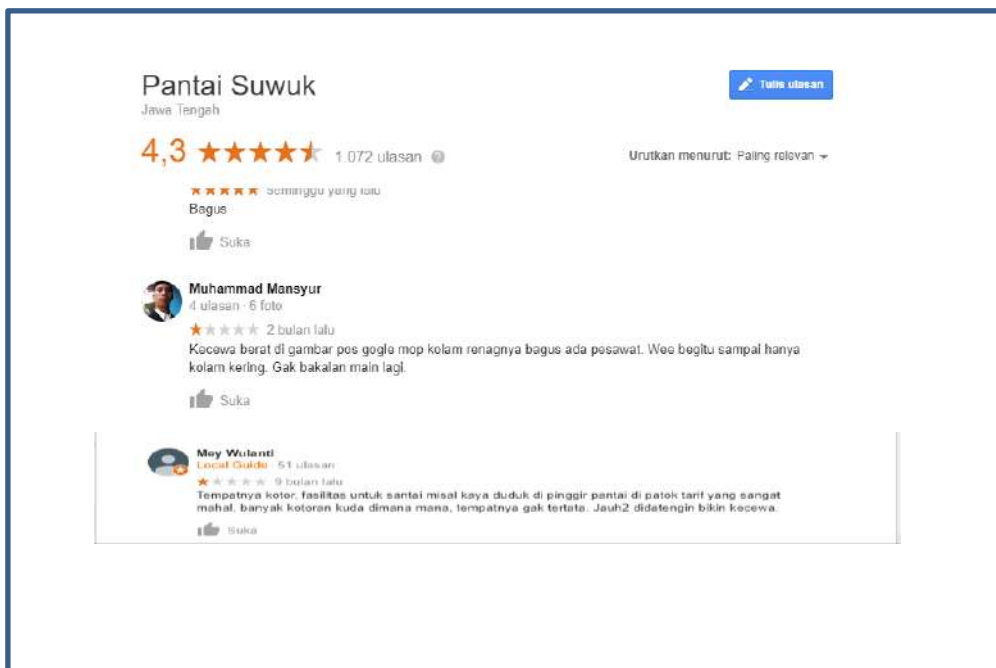 Pantai Suwuk
Tulis ulasan
Jawa Tengah
4,3 1.072 ulasan
Urutkan menurut: Paling relevan
seminggu yang lalu
Bagus
Suka
Muhammad Mansyur
4 ulasan · 6 foto
2 bulan lalu
Kecewa berat di gambar pos gogle mop kolam renagnya bagus ada pesawat. Wee begitu sampai hanya
kolam kering. Gak bakalan main lagi.
Suka
Mey Wulanti
Local Guide · 51 ulasan
9 bulan lalu
Tempatnya kotor, fasilitas untuk santai misal kaya duduk di pinggir pantai di patok tarif yang sangat
mahal, banyak kotoran kuda dimana mana, tempatnya gak tertata. Jauh2 didatengin bikin kecewa.
Suka